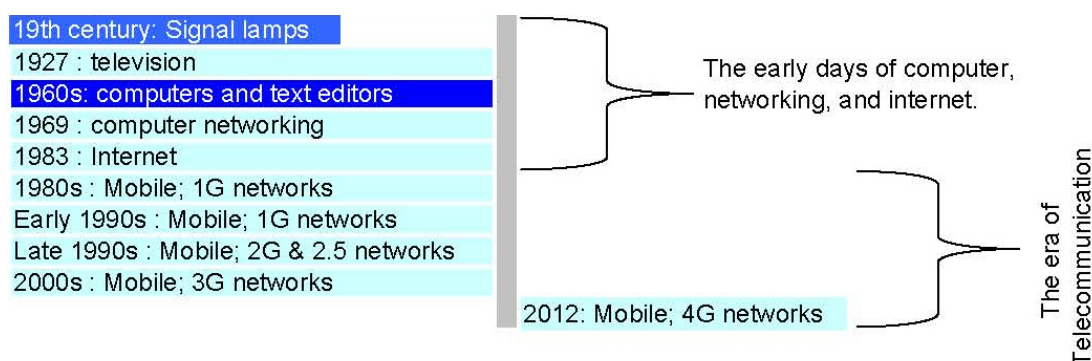 19th century: Signal lamps
1927 : television
1960s: computers and text editors
1969 : computer networking
1983 : Internet
1980s : Mobile; 1G networks
Early 1990s : Mobile; 1G networks
Late 1990s : Mobile; 2G & 2.5 networks
2000s : Mobile; 3G networks
2012: Mobile; 4G networks
The early days of computer,
networking, and internet.
The era of
Telecommunication